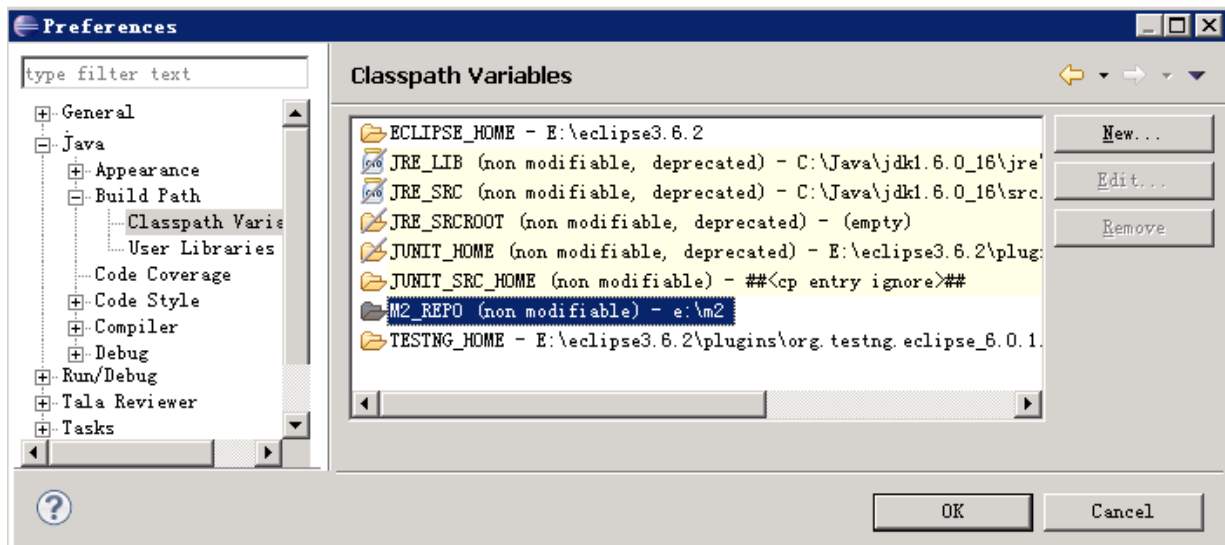 Preferences
type filter text
General
Java
Appearance
Build Path
Classpath Varia
User Libraries
Code Coverage
Code Style
Compiler
Debug
Run/Debug
Tala Reviewer
Tasks
Classpath Variables
ECLIPSE_HOME - E:\eclipse3.6.2
JRE_LIB (non modifiable, deprecated) - C:\Java\jdk1.6.0_16\jre
JRE_SRC (non modifiable, deprecated) - C:\Java\jdk1.6.0_16\src.
JRE_SRCROOT (non modifiable, deprecated) - (empty)
JUNIT_HOME (non modifiable, deprecated) - E:\eclipse3.6.2\plug
JUNIT_SRC_HOME (non modifiable) - ##<cp entry ignore>##
M2_REPO (non modifiable) - e:\m2
TESTNG_HOME - E:\eclipse3.6.2\plugins\org.testng.eclipse_6.0.1.
New...
Edit...
Remove
OK
Cancel